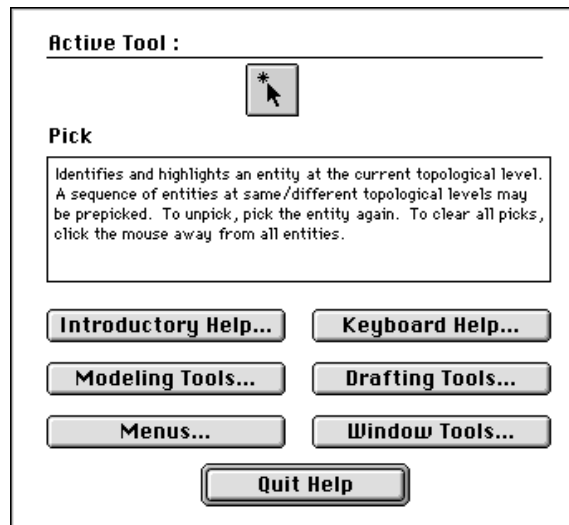 Active Tool :
Pick
Identifies and highlights an entity at the current topological level.
A sequence of entities at same/different topological levels may
be prepicked. To unpick, pick the entity again. To clear all picks,
click the mouse away from all entities.
Introductory Help... Keyboard Help...
Modeling Tools... Drafting Tools...
Menus... Window Tools...
Quit Help